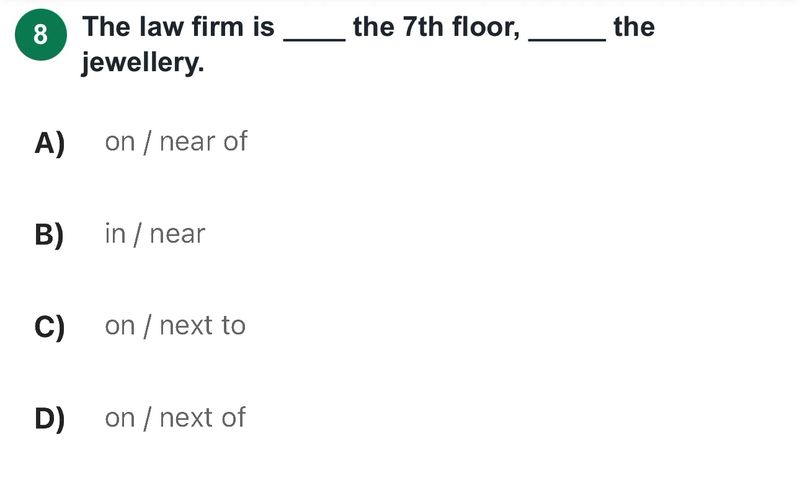 8 The law firm is ____ the 7th floor, _____ the
jewellery.
A) on / near of
B) in / near
C) on / next to
D) on / next of